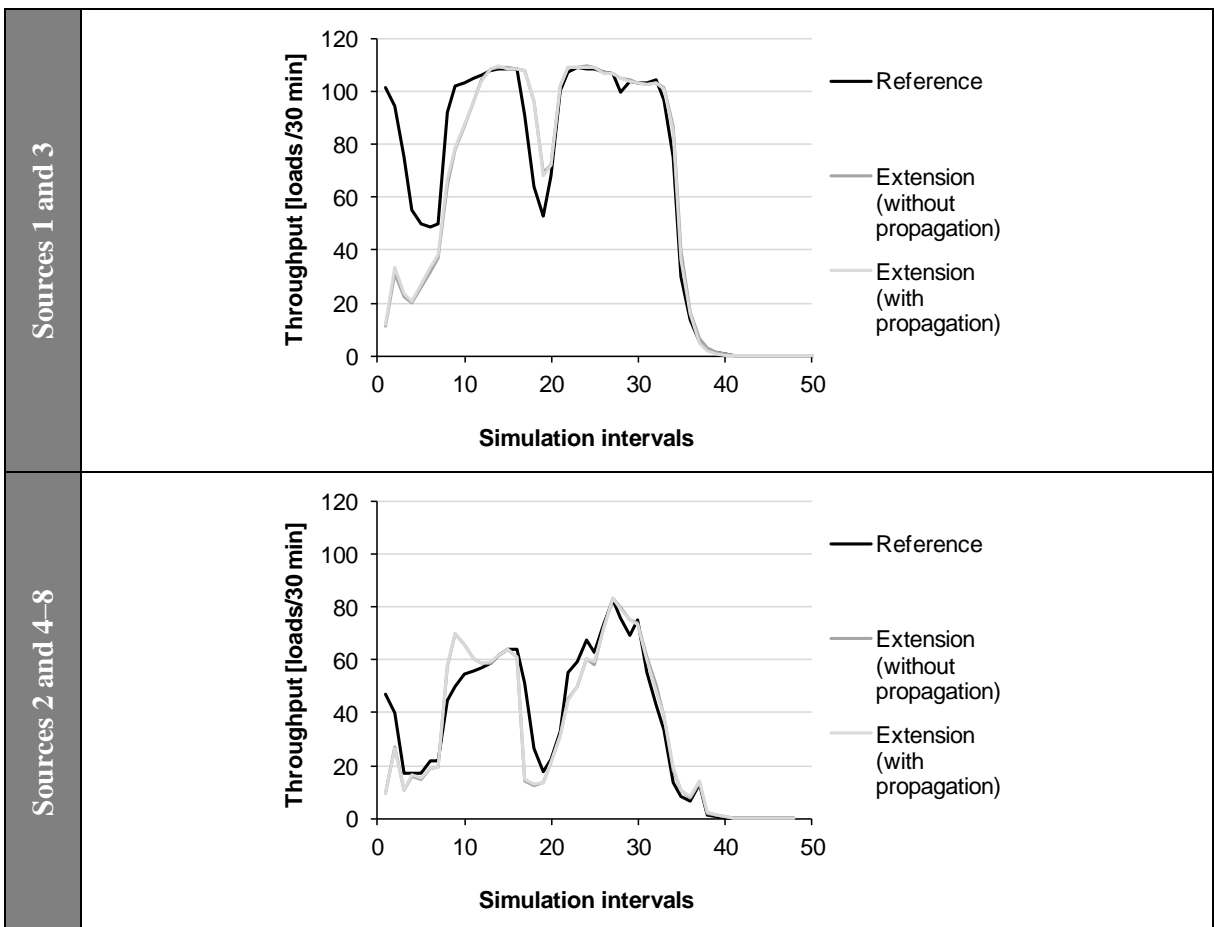 Sources 1 and 3
Throughput [loads /30 min]
120
100
80
60
40
20
0
0 10 20 30 40 50
Simulation intervals
Reference
Extension
(without
propagation)
Extension
(with
propagation)
Sources 2 and 4–8
Throughput [loads/30 min]
120
100
80
60
40
20
0
0 10 20 30 40 50
Simulation intervals
Reference
Extension
(without
propagation)
Extension
(with
propagation)